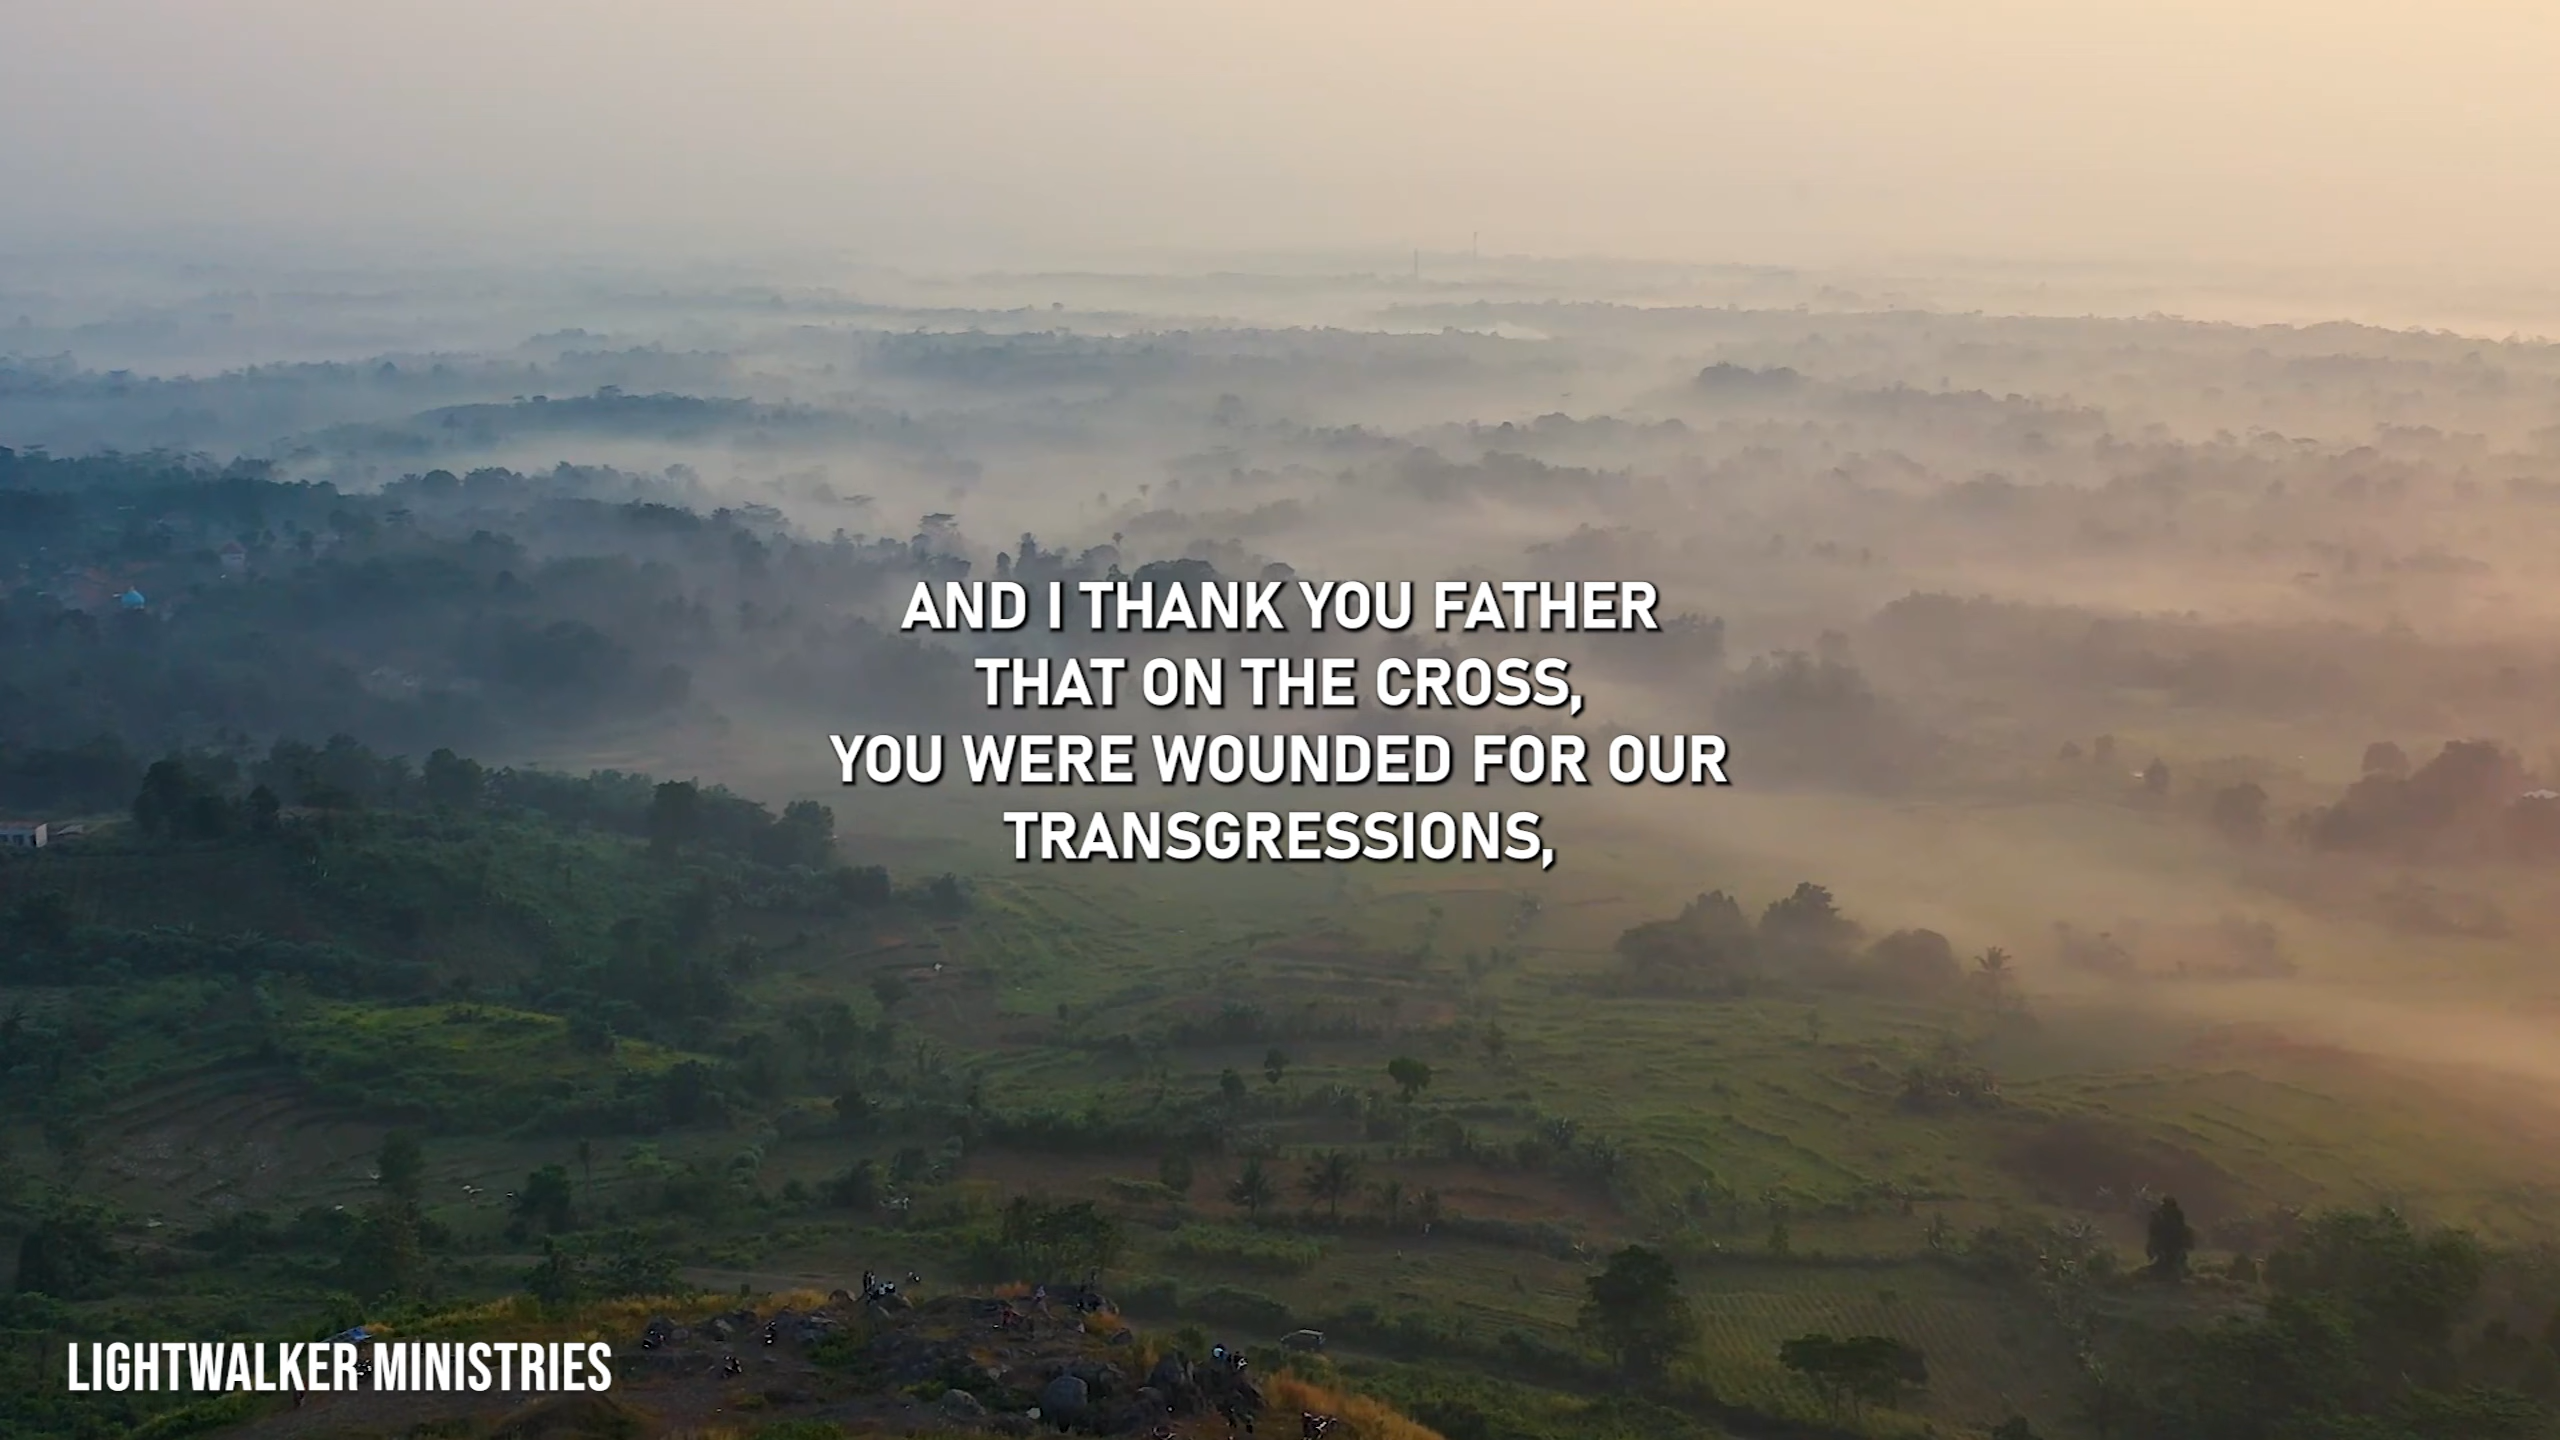 AND I THANK YOU FATHER
THAT ON THE CROSS,
YOU WERE WOUNDED FOR OUR
TRANSGRESSIONS,
LIGHTWALKER MINISTRIES